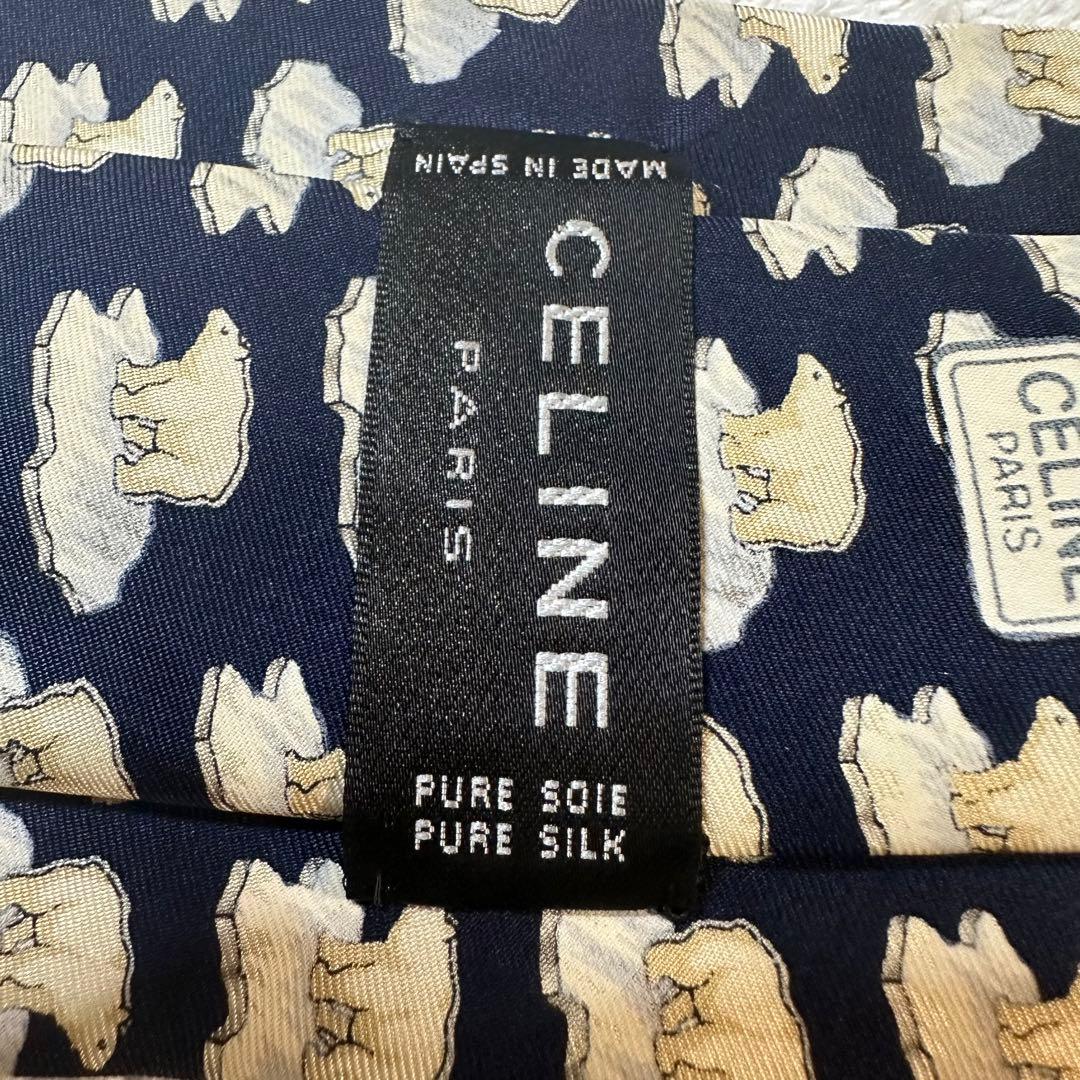 MADE IN SPAIN
CELINE
PARIS
PURE SOIE
PURE SILK
CELINE
PARIS